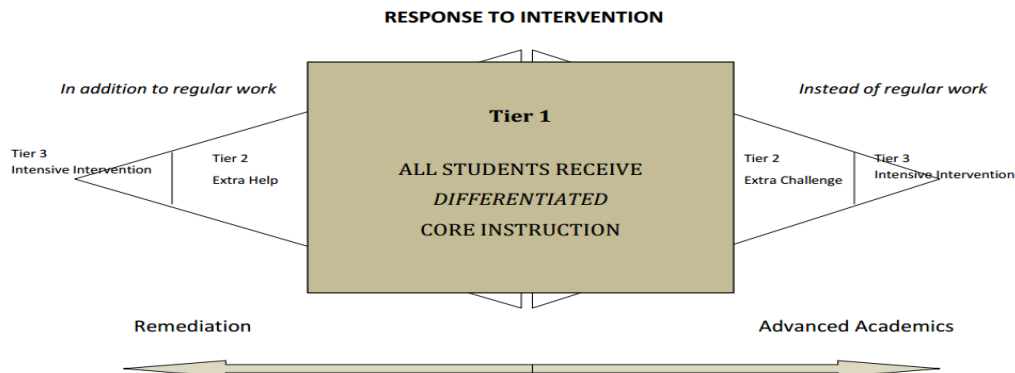 RESPONSE TO INTERVENTION
In addition to regular work
Instead of regular work
Tier 3
Intensive Intervention
Tier 2
Extra Help
Tier 1
ALL STUDENTS RECEIVE
DIFFERENTIATED
CORE INSTRUCTION
Tier 2
Extra Challenge
Tier 3
Intensive Intervention
Remediation
Advanced Academics